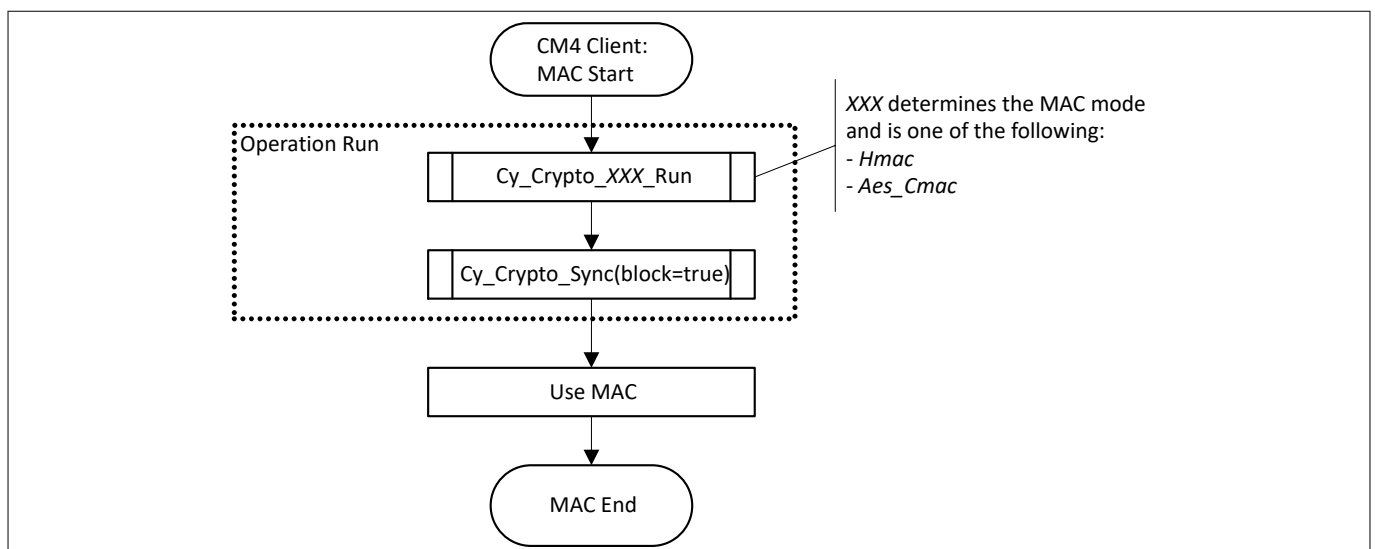 CM4 Client:
MAC Start
XXX determines the MAC mode
and is one of the following:
- Hmac
- Aes_Cmac
Operation Run
Cy_Crypto_XXX_Run
Cy_Crypto_Sync(block=true)
Use MAC
MAC End